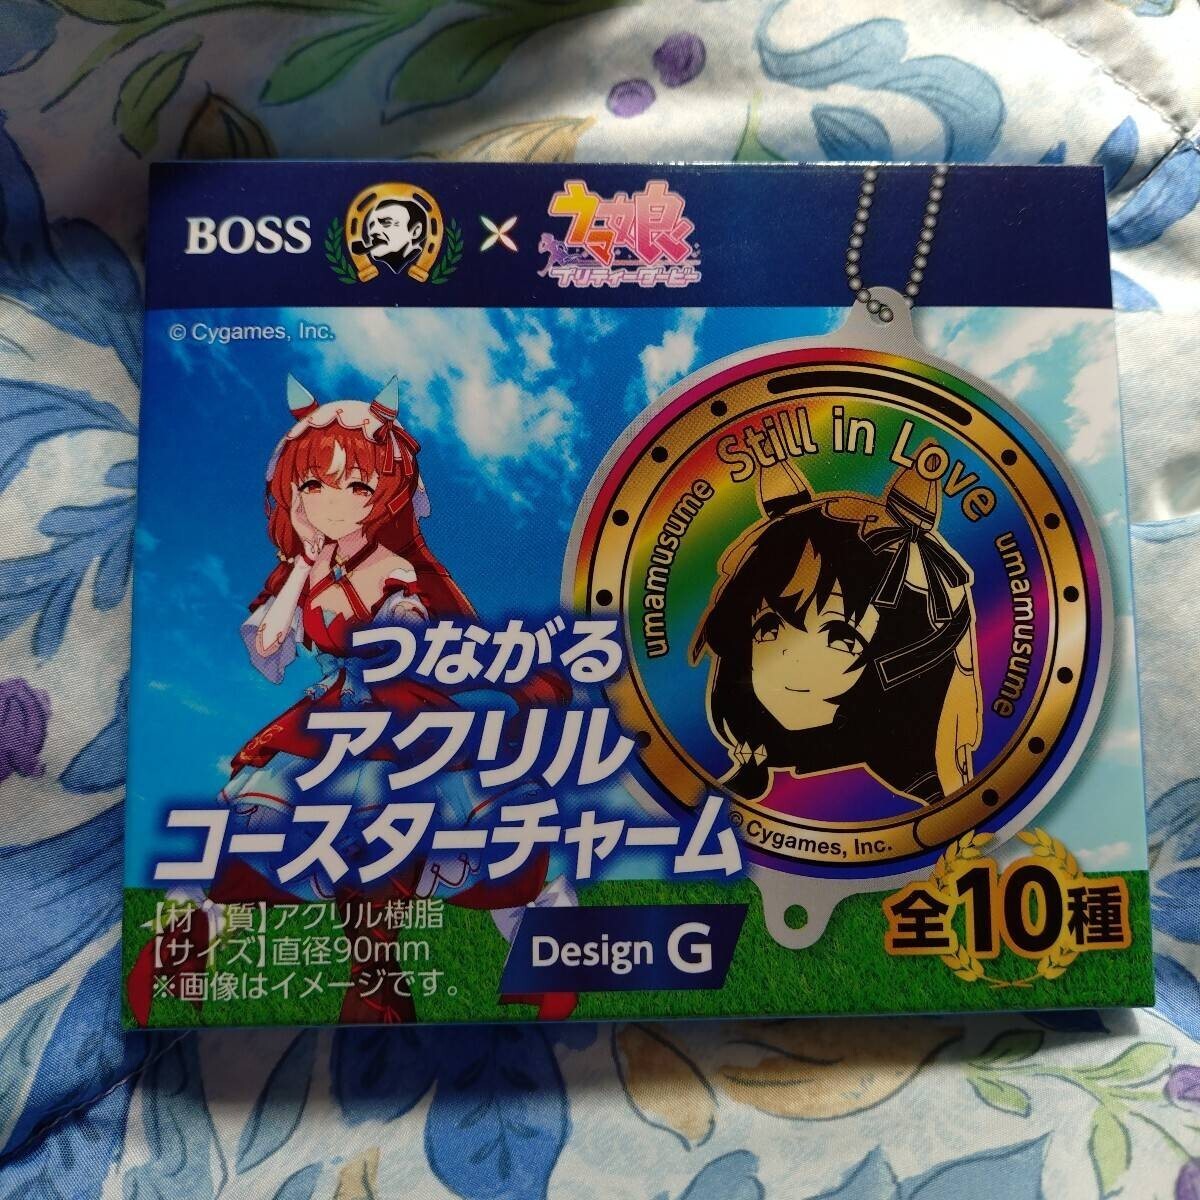 BOSS
ウマ娘
プリティーダービー
© Cygames, Inc.
Still in Love
umamusume
umamusume
つながる
アクリル
コースターチャーム
© Cygames, Inc.
【材　質】アクリル樹脂
【サイズ】直径90mm
※画像はイメージです。
Design G
全10種